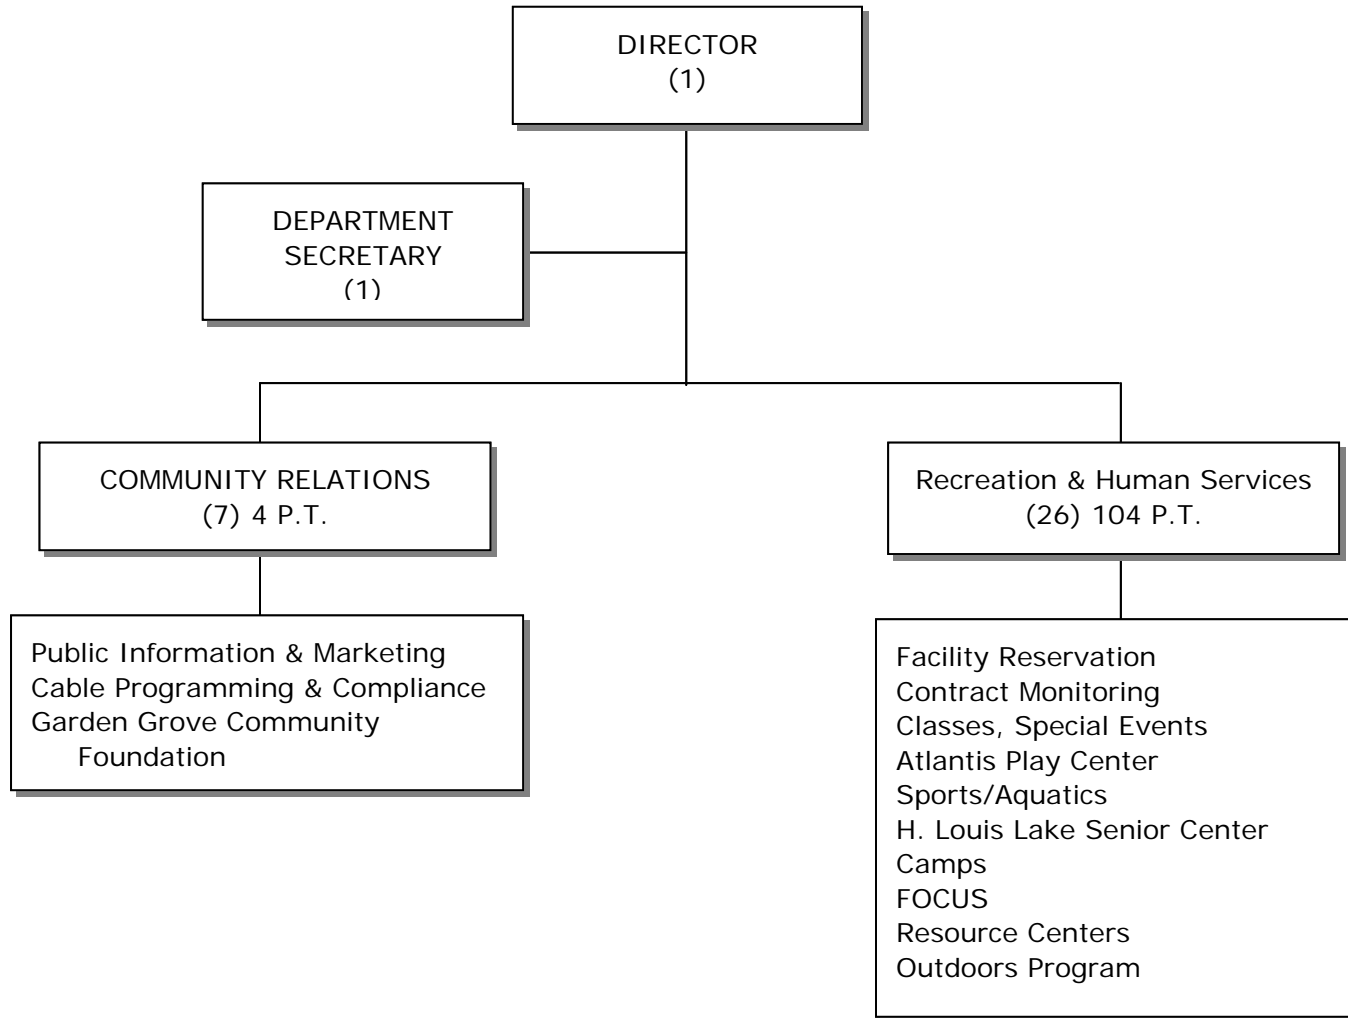 DIRECTOR
(1)
DEPARTMENT
SECRETARY
(1)
COMMUNITY RELATIONS
(7) 4 P.T.
Recreation & Human Services
(26) 104 P.T.
Public Information & Marketing
Cable Programming & Compliance
Garden Grove Community
Foundation
Facility Reservation
Contract Monitoring
Classes, Special Events
Atlantis Play Center
Sports/Aquatics
H. Louis Lake Senior Center
Camps
FOCUS
Resource Centers
Outdoors Program